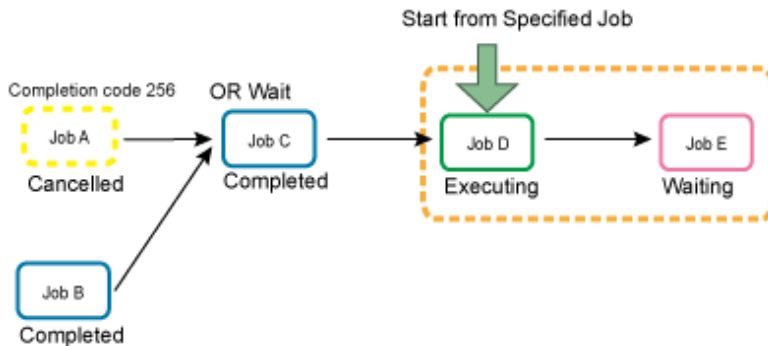 Start from Specified Job
Completion code 256
OR Wait
Job A
Job C
Job D
Job E
Cancelled
Completed
Executing
Waiting
Job B
Completed